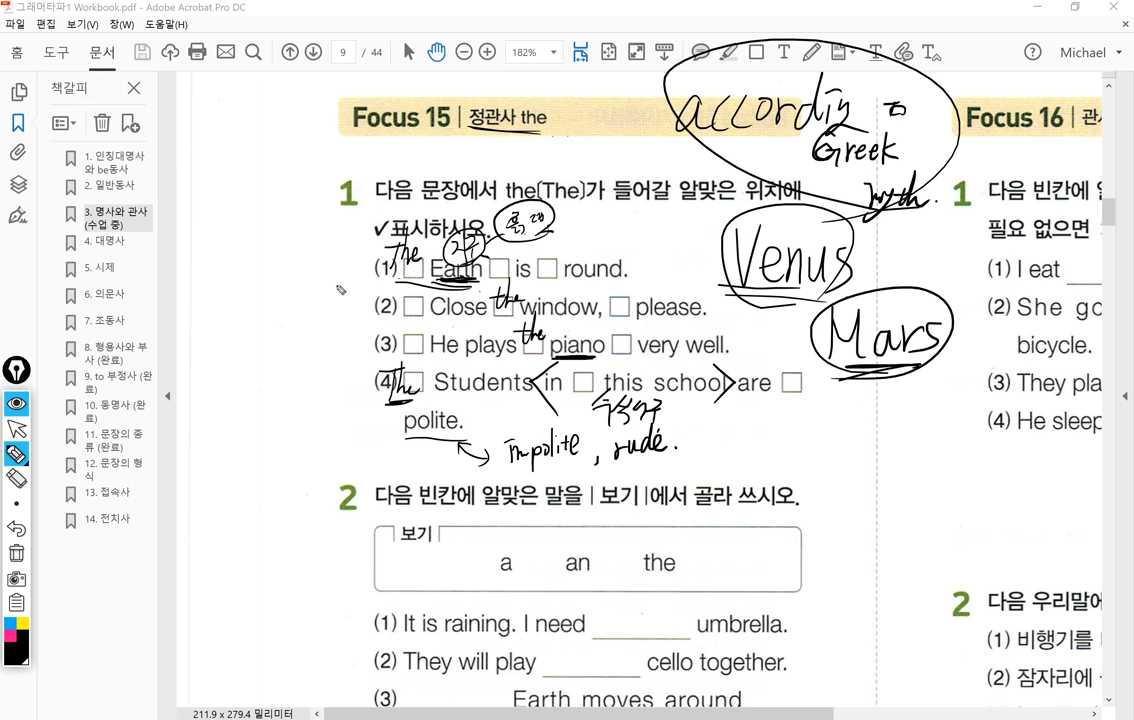 그래머타파1 Workbook.pdf - Adobe Acrobat Pro DC
파일 편집 보기(V) 창(W) 도움말(H)
홈 도구 문서 9 / 44 182% Michael
책갈피
1. 인칭대명사
와 be동사
2. 일반동사
3. 명사와 관사
(수업 중)
4. 대명사
5. 시제
6. 의문사
7. 조동사
8. 형용사와 부
사 (완료)
9. to 부정사 (완
료)
10. 동명사 (완
료)
11. 문장의 종
류 (완료)
12. 문장의 형
식
13. 접속사
14. 전치사
Focus 15 | 정관사 the
Greek
myth.
Venus
Mars
1 다음 문장에서 the(The)가 들어갈 알맞은 위치에
✓표시하시오.
the
(1) □ Earth □ is □ round.
the
(2) □ Close □ window, □ please.
the
(3) □ He plays □ piano □ very well.
The
(4) □ Students in □ this school are □
polite.
수식어구
impolite, rude.
2 다음 빈칸에 알맞은 말을 | 보기 |에서 골라 쓰시오.
보기
a an the
(1) It is raining. I need ________ umbrella.
(2) They will play ________ cello together.
(3) ________ Earth moves around
Focus 16 |
1 다음 빈칸에
필요 없으면
(1) I eat
(2) She
bicycle.
(3) They
(4) He
2 다음
(1) 비행기를
(2) 잠자리에
211.9 x 279.4 밀리미터